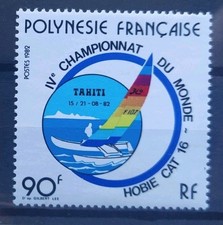 POLYNESIE FRANÇAISE
POSTES 1982
IVe CHAMPIONNAT DU MONDE ~
HOBIE CAT 16
TAHITI
15 / 21 - 08 - 82
90F
RF